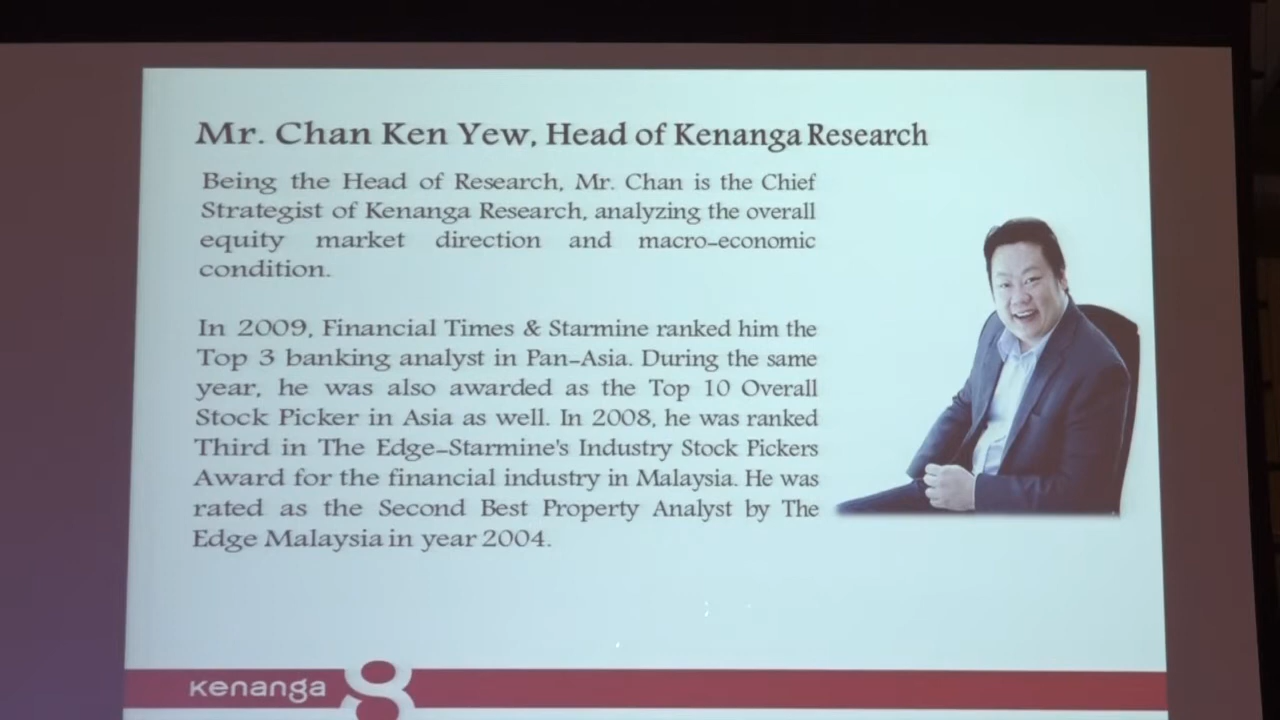 Mr. Chan Ken Yew, Head of Kenanga Research
Being the Head of Research, Mr. Chan is the Chief
Strategist of Kenanga Research, analyzing the overall
equity market direction and macro-economic
condition.
In 2009, Financial Times & Starmine ranked him the
Top 3 banking analyst in Pan-Asia. During the same
year, he was also awarded as the Top 10 Overall
Stock Picker in Asia as well. In 2008, he was ranked
Third in The Edge-Starmine's Industry Stock Pickers
Award for the financial industry in Malaysia. He was
rated as the Second Best Property Analyst by The
Edge Malaysia in year 2004.
kenanga